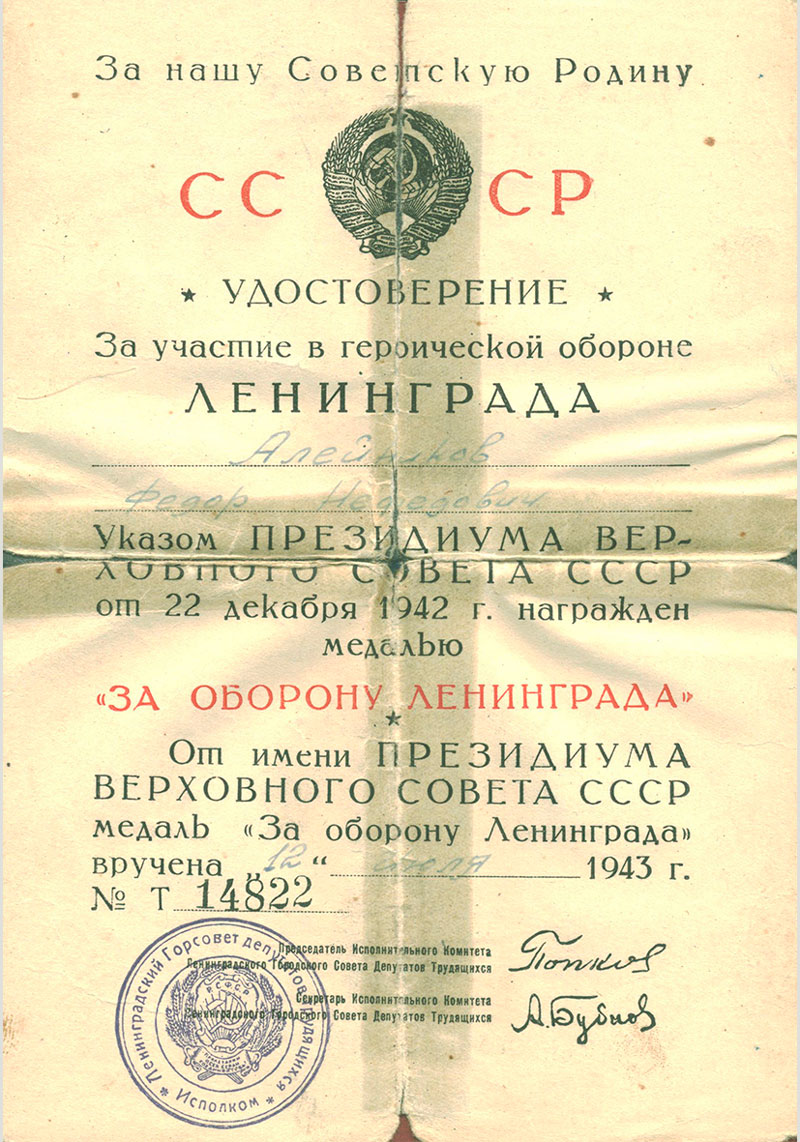 За нашу Советскую Родину
СССР
★ УДОСТОВЕРЕНИЕ ★
За участие в героической обороне
ЛЕНИНГРАДА
Алейников
Федор Нефедович
Указом ПРЕЗИДИУМА ВЕР-
ХОВНОГО СОВЕТА СССР
от 22 декабря 1942 г. награжден
медалью
«ЗА ОБОРОНУ ЛЕНИНГРАДА»
★
От имени ПРЕЗИДИУМА
ВЕРХОВНОГО СОВЕТА СССР
медаль «За оборону Ленинграда»
вручена „12“ июля 1943 г.
№ Т 14822
Председатель Исполнительного Комитета
Ленинградского Городского Совета Депутатов Трудящихся
Попков
Секретарь Исполнительного Комитета
Ленинградского Городского Совета Депутатов Трудящихся
А.Бубнов
Ленинградский Горсовет депутатов трудящихся
★ Исполком ★
РСФСР